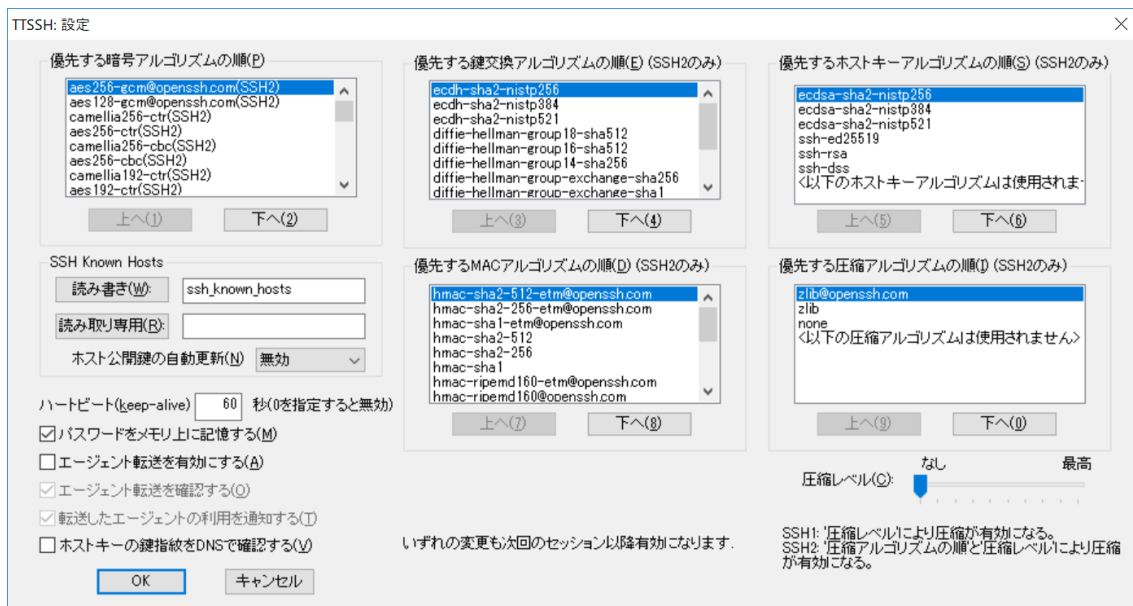 TTSSH: 設定
優先する暗号アルゴリズムの順(P)
aes256-gcm@openssh.com(SSH2)
aes128-gcm@openssh.com(SSH2)
camellia256-ctr(SSH2)
aes256-ctr(SSH2)
camellia256-cbc(SSH2)
aes256-cbc(SSH2)
camellia192-ctr(SSH2)
aes192-ctr(SSH2)
上へ(1)
下へ(2)
優先する鍵交換アルゴリズムの順(E) (SSH2のみ)
ecdh-sha2-nistp256
ecdh-sha2-nistp384
ecdh-sha2-nistp521
diffie-hellman-group18-sha512
diffie-hellman-group16-sha512
diffie-hellman-group14-sha256
diffie-hellman-group-exchange-sha256
diffie-hellman-group-exchange-sha1
上へ(3)
下へ(4)
優先するホストキーアルゴリズムの順(S) (SSH2のみ)
ecdsa-sha2-nistp256
ecdsa-sha2-nistp384
ecdsa-sha2-nistp521
ssh-ed25519
ssh-rsa
ssh-dss
<以下のホストキーアルゴリズムは使用されま
上へ(5)
下へ(6)
SSH Known Hosts
読み書き(W):
ssh_known_hosts
読み取り専用(R):
ホスト公開鍵の自動更新(N)
無効
優先するMACアルゴリズムの順(D) (SSH2のみ)
hmac-sha2-512-etm@openssh.com
hmac-sha2-256-etm@openssh.com
hmac-sha1-etm@openssh.com
hmac-sha2-512
hmac-sha2-256
hmac-sha1
hmac-ripemd160-etm@openssh.com
hmac-ripemd160@openssh.com
上へ(7)
下へ(8)
優先する圧縮アルゴリズムの順(I) (SSH2のみ)
zlib@openssh.com
zlib
none
<以下の圧縮アルゴリズムは使用されません>
上へ(9)
下へ(0)
ハートビート(keep-alive)
60
秒(0を指定すると無効)
パスワードをメモリ上に記憶する(M)
エージェント転送を有効にする(A)
エージェント転送を確認する(O)
転送したエージェントの利用を通知する(T)
ホストキーの鍵指紋をDNSで確認する(V)
OK
キャンセル
いずれの変更も次回のセッション以降有効になります.
なし
最高
圧縮レベル(C):
SSH1: '圧縮レベル'により圧縮が有効になる。
SSH2: '圧縮アルゴリズムの順'と'圧縮レベル'により圧縮
が有効になる。